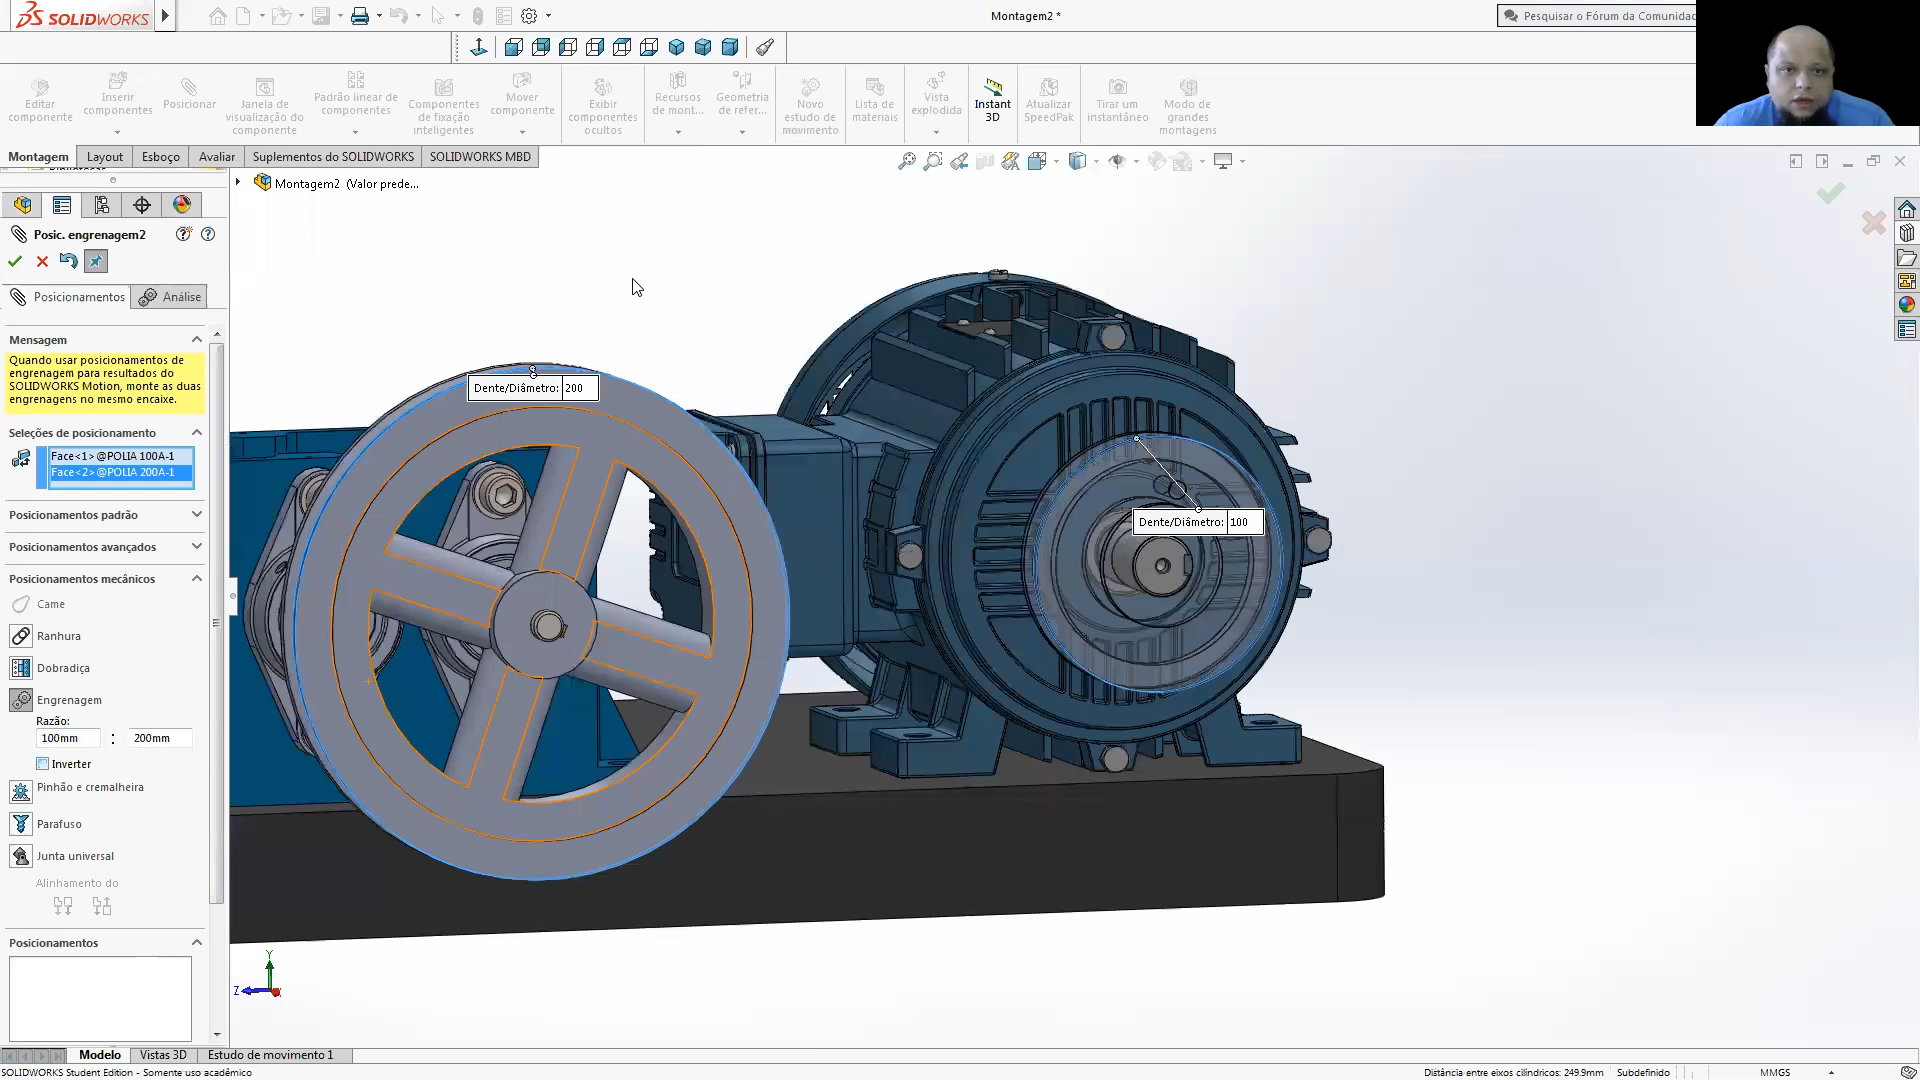 SOLIDWORKS
Montagem2 *
Pesquisar o Fórum da Comunidad
Editar componente
Inserir componentes
Posicionar
Janela de visualização do componente
Padrão linear de componentes
Componentes de fixação inteligentes
Mover componente
Exibir componentes ocultos
Recursos de mont...
Geometria de refer...
Novo estudo de movimento
Lista de materiais
Vista explodida
Instant 3D
Atualizar SpeedPak
Tirar um instantâneo
Modo de grandes montagens
Montagem
Layout
Esboço
Avaliar
Suplementos do SOLIDWORKS
SOLIDWORKS MBD
Montagem2 (Valor prede...
Posic. engrenagem2
Posicionamentos
Análise
Mensagem
Quando usar posicionamentos de
engrenagem para resultados do
SOLIDWORKS Motion, monte as duas
engrenagens no mesmo encaixe.
Seleções de posicionamento
Face<1>@POLIA 100A-1
Face<2>@POLIA 200A-1
Posicionamentos padrão
Posicionamentos avançados
Posicionamentos mecânicos
Came
Ranhura
Dobradiça
Engrenagem
Razão:
100mm : 200mm
Inverter
Pinhão e cremalheira
Parafuso
Junta universal
Alinhamento do
Posicionamentos
Dente/Diâmetro: 200
Dente/Diâmetro: 100
Y
Z
Modelo
Vistas 3D
Estudo de movimento 1
SOLIDWORKS Student Edition - Somente uso acadêmico
Distância entre eixos cilíndricos: 249.9mm
Subdefinido
MMGS